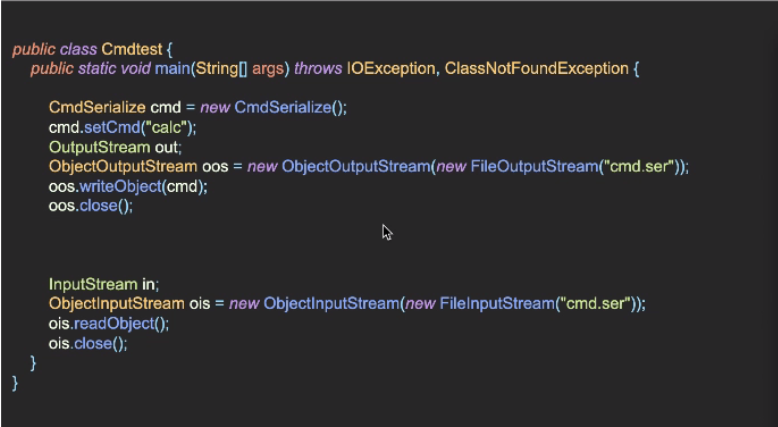 public class Cmdtest {
public static void main(String[] args) throws IOException, ClassNotFoundException {
CmdSerialize cmd = new CmdSerialize();
cmd.setCmd("calc");
OutputStream out;
ObjectOutputStream oos = new ObjectOutputStream(new FileOutputStream("cmd.ser"));
oos.writeObject(cmd);
oos.close();
InputStream in;
ObjectInputStream ois = new ObjectInputStream(new FileInputStream("cmd.ser"));
ois.readObject();
ois.close();
}
}